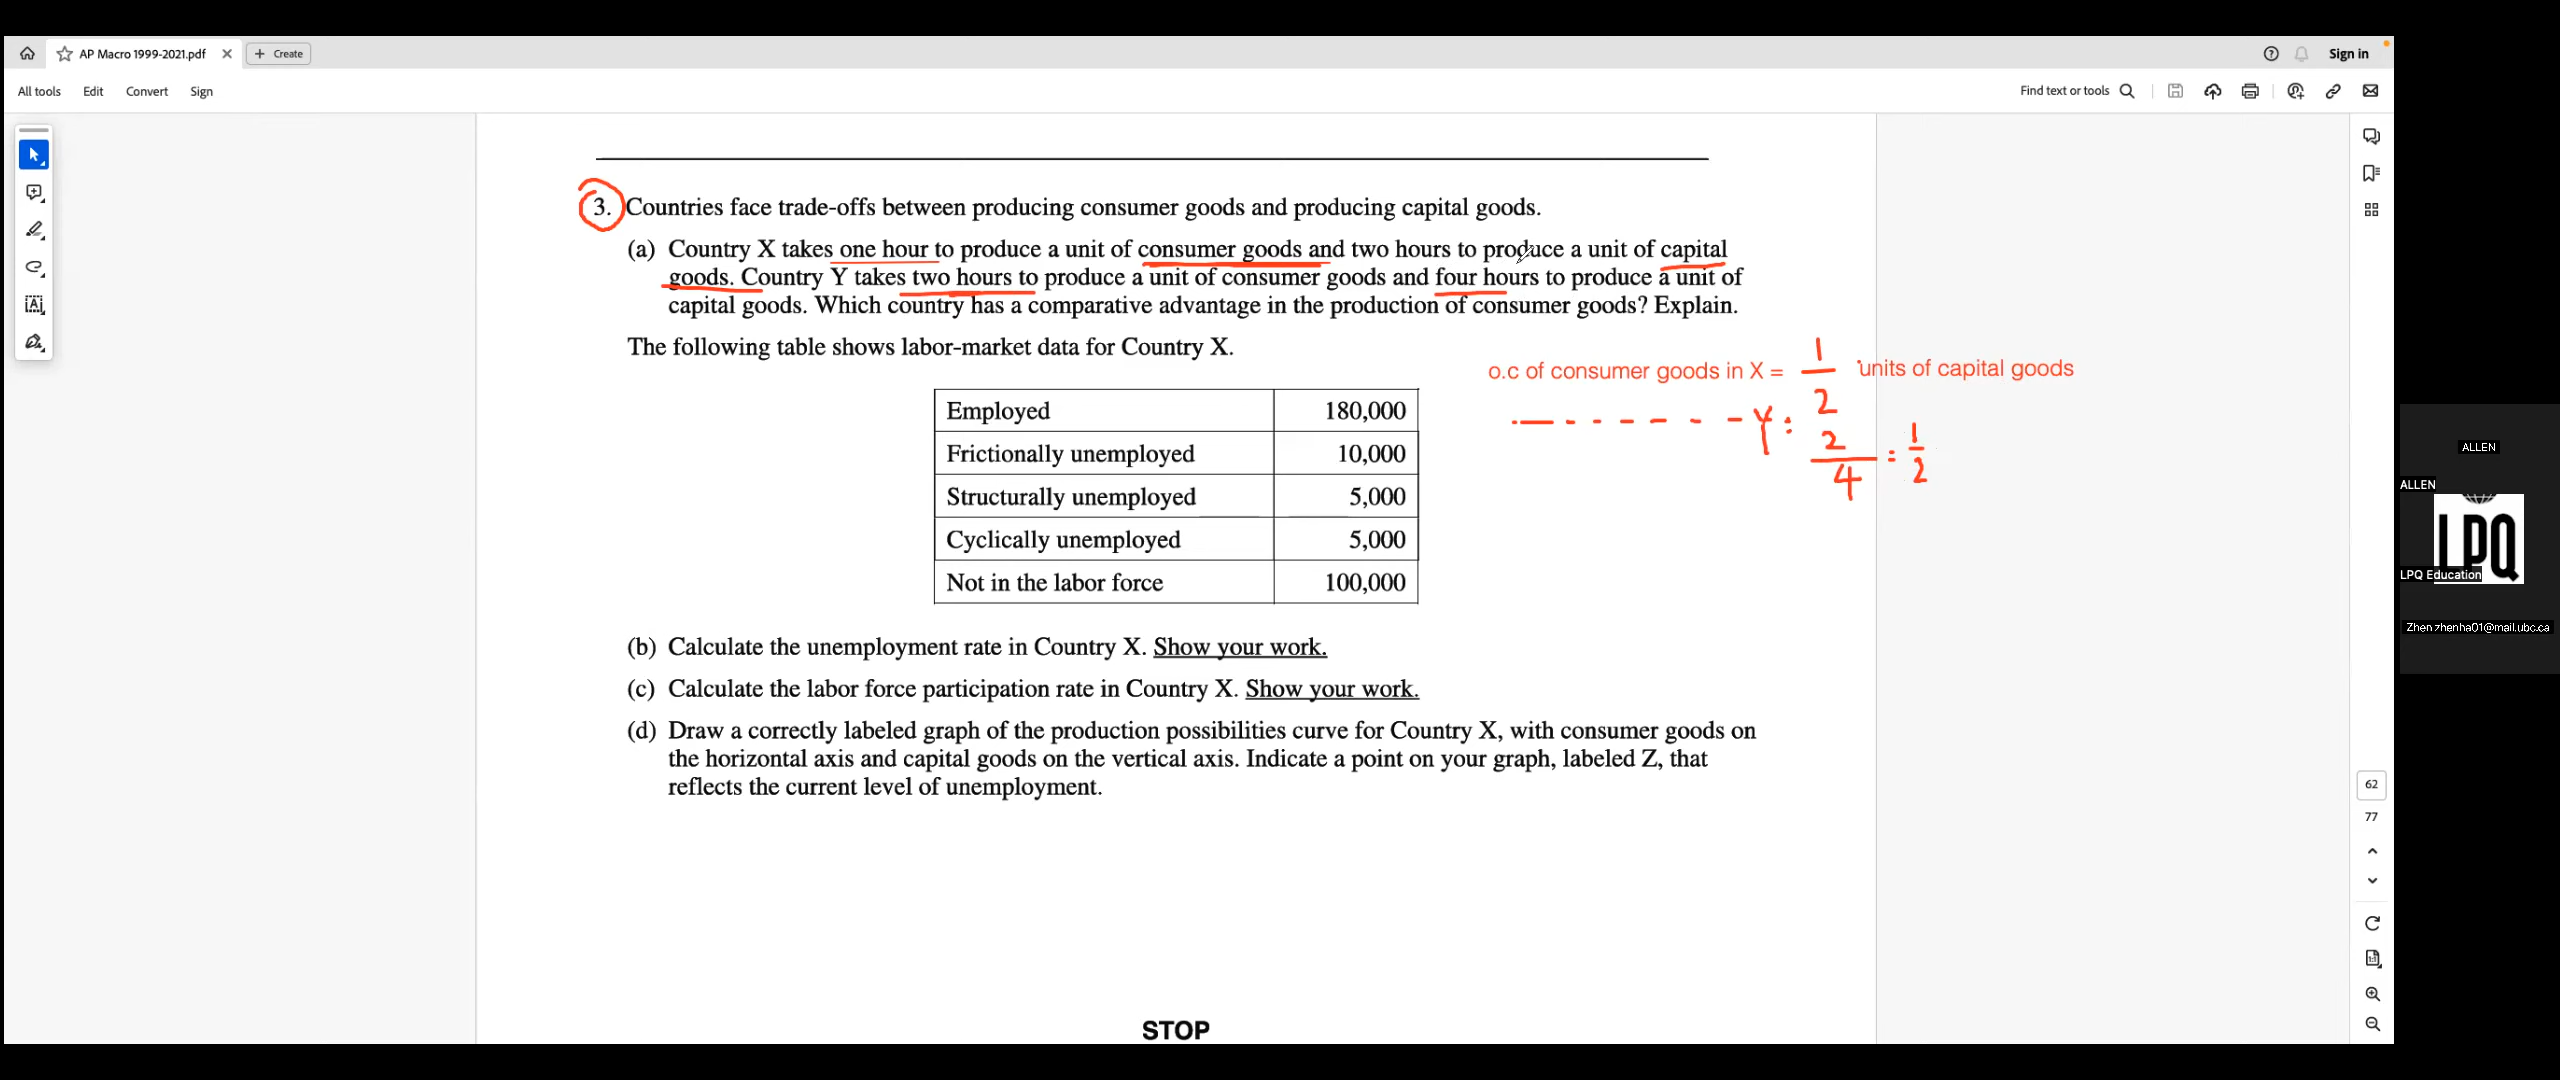 AP Macro 1999-2021.pdf
Create
Sign in
All tools
Edit
Convert
Sign
Find text or tools
3. Countries face trade-offs between producing consumer goods and producing capital goods.
(a) Country X takes one hour to produce a unit of consumer goods and two hours to produce a unit of capital
goods. Country Y takes two hours to produce a unit of consumer goods and four hours to produce a unit of
capital goods. Which country has a comparative advantage in the production of consumer goods? Explain.
The following table shows labor-market data for Country X.
o.c of consumer goods in X = 1/2 units of capital goods
Y: 2/4 = 1/2
Employed 180,000
Frictionally unemployed 10,000
Structurally unemployed 5,000
Cyclically unemployed 5,000
Not in the labor force 100,000
(b) Calculate the unemployment rate in Country X. Show your work.
(c) Calculate the labor force participation rate in Country X. Show your work.
(d) Draw a correctly labeled graph of the production possibilities curve for Country X, with consumer goods on
the horizontal axis and capital goods on the vertical axis. Indicate a point on your graph, labeled Z, that
reflects the current level of unemployment.
STOP
62
77
ALLEN
ALLEN
LPQ
LPQ Education
Zhen zhenha01@mail.ubc.ca